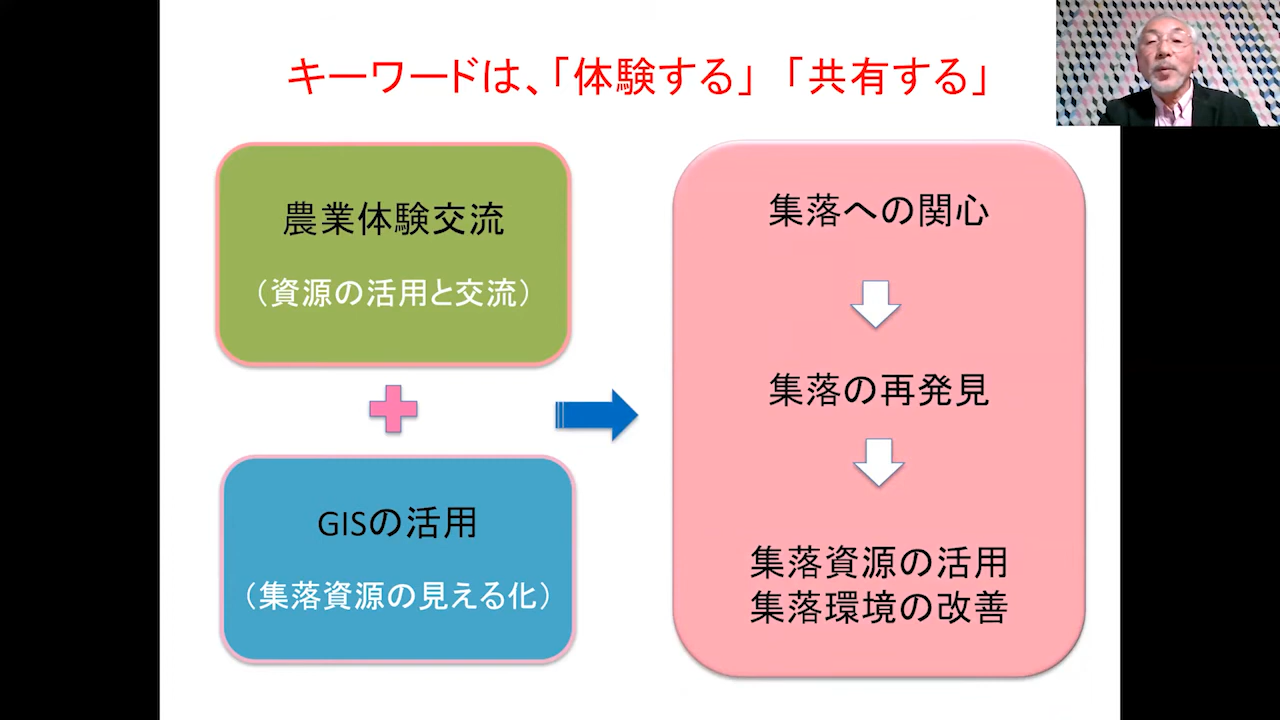 キーワードは、「体験する」「共有する」
農業体験交流
（資源の活用と交流）
GISの活用
（集落資源の見える化）
集落への関心
集落の再発見
集落資源の活用
集落環境の改善